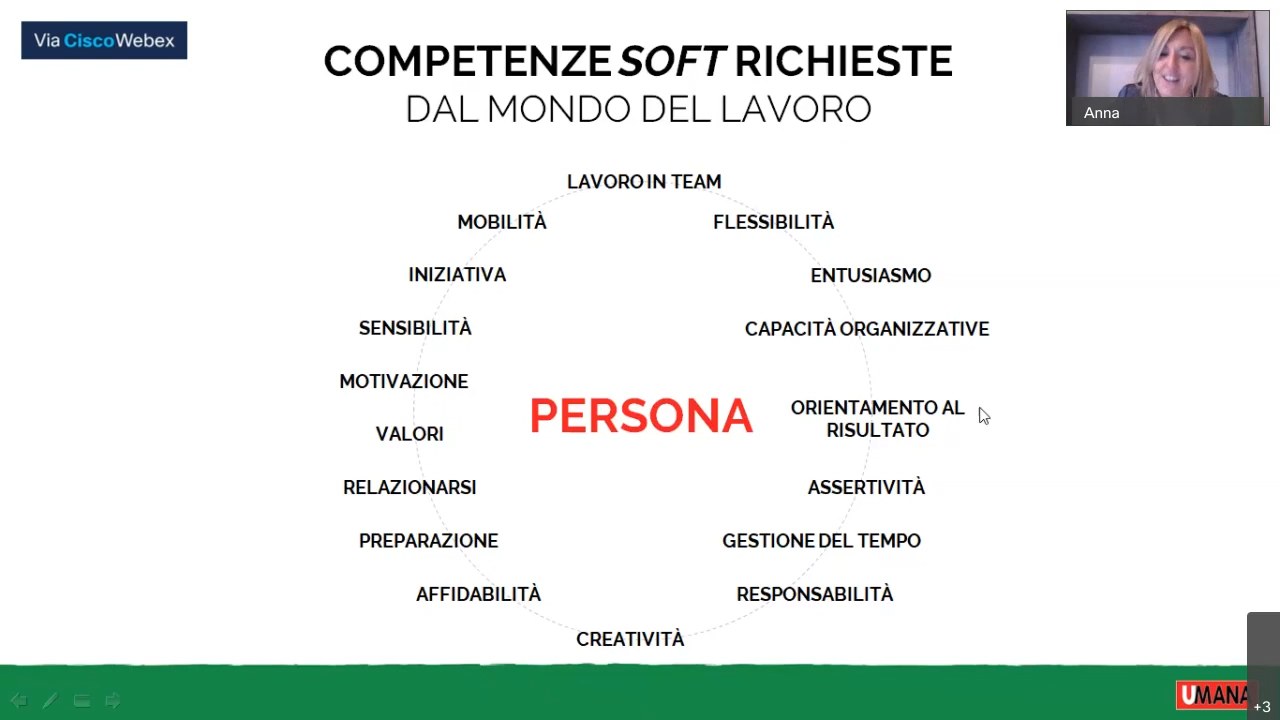 Via CiscoWebex
COMPETENZE SOFT RICHIESTE
DAL MONDO DEL LAVORO
Anna
LAVORO IN TEAM
MOBILITÀ
FLESSIBILITÀ
INIZIATIVA
ENTUSIASMO
SENSIBILITÀ
CAPACITÀ ORGANIZZATIVE
MOTIVAZIONE
PERSONA
ORIENTAMENTO AL
RISULTATO
VALORI
RELAZIONARSI
ASSERTIVITÀ
PREPARAZIONE
GESTIONE DEL TEMPO
AFFIDABILITÀ
RESPONSABILITÀ
CREATIVITÀ
UMANA
+3